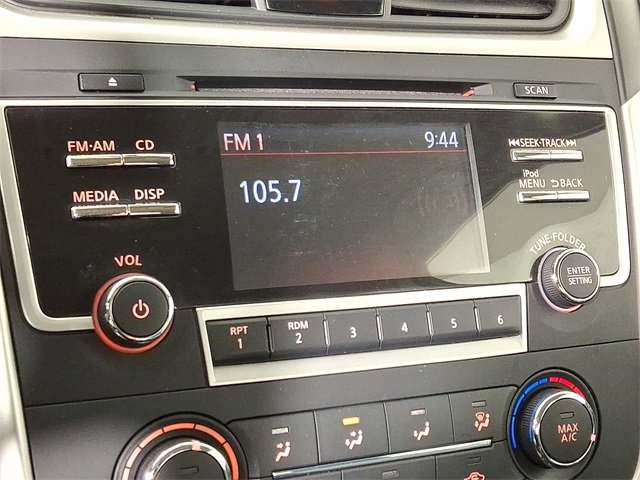 SCAN
FM·AM CD
FM 1 9:44
SEEK·TRACK
MEDIA DISP
105.7
iPod
MENU BACK
VOL
TUNE·FOLDER
ENTER
SETTING
RPT
1
RDM
2
3
4
5
6
MAX
A/C